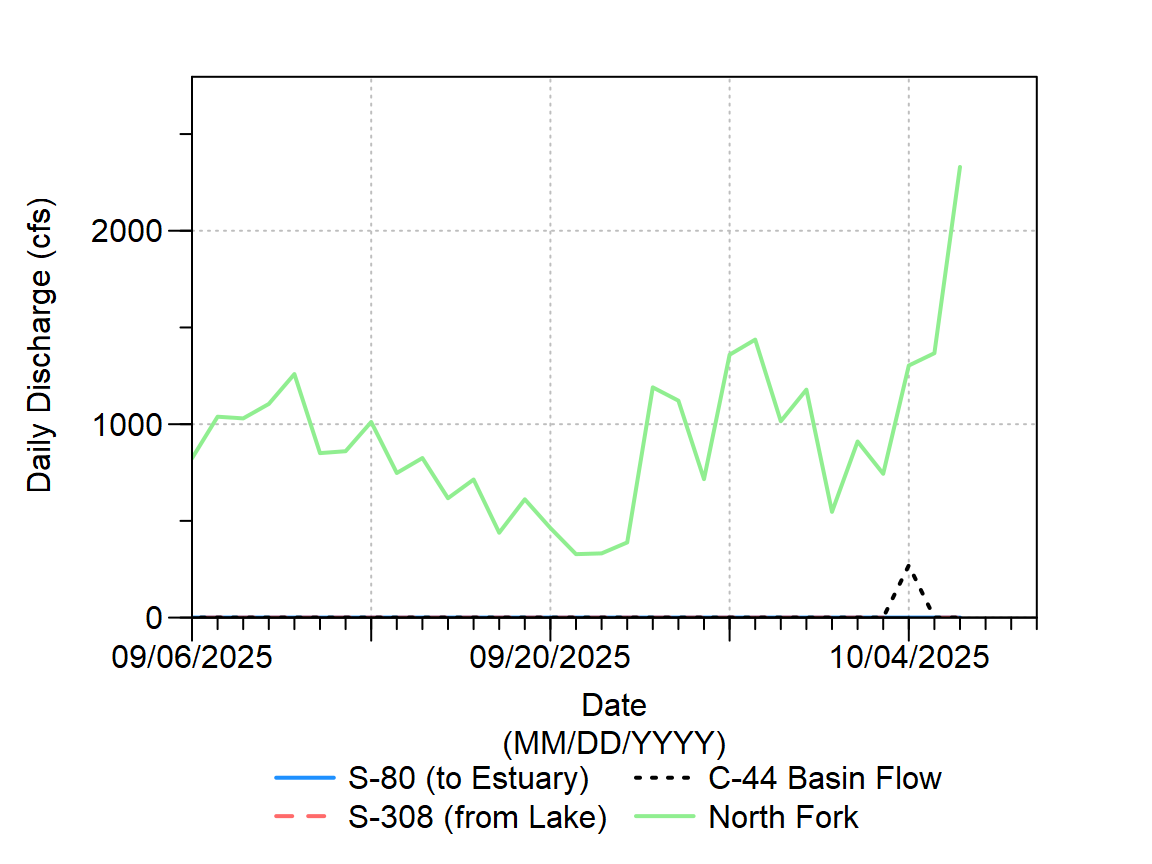 Daily Discharge (cfs)
2000
1000
0
09/06/2025
09/20/2025
10/04/2025
Date
(MM/DD/YYYY)
S-80 (to Estuary)
C-44 Basin Flow
S-308 (from Lake)
North Fork